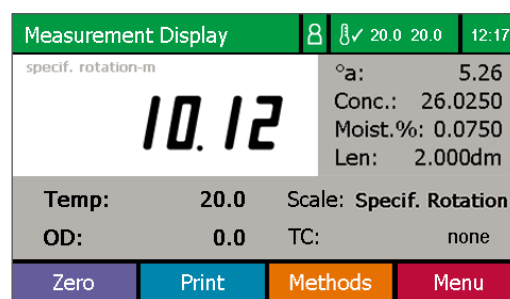 Measurement Display 8 ✓ 20.0 20.0 12:17
specif. rotation-m
10.12
°a: 5.26
Conc.: 26.0250
Moist.%: 0.0750
Len: 2.000dm
Temp: 20.0 Scale: Specif. Rotation
OD: 0.0 TC: none
Zero Print Methods Menu